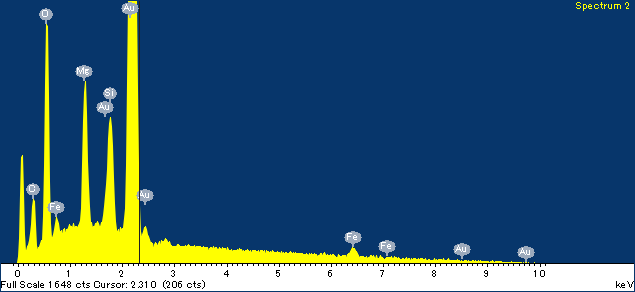 Spectrum 2
Au
O
Mg
Si
Au
C
Fe
Au
Fe
Fe
Au
Au
0 1 2 3 4 5 6 7 8 9 10
Full Scale 1648 cts Cursor: 2.310 (206 cts) keV